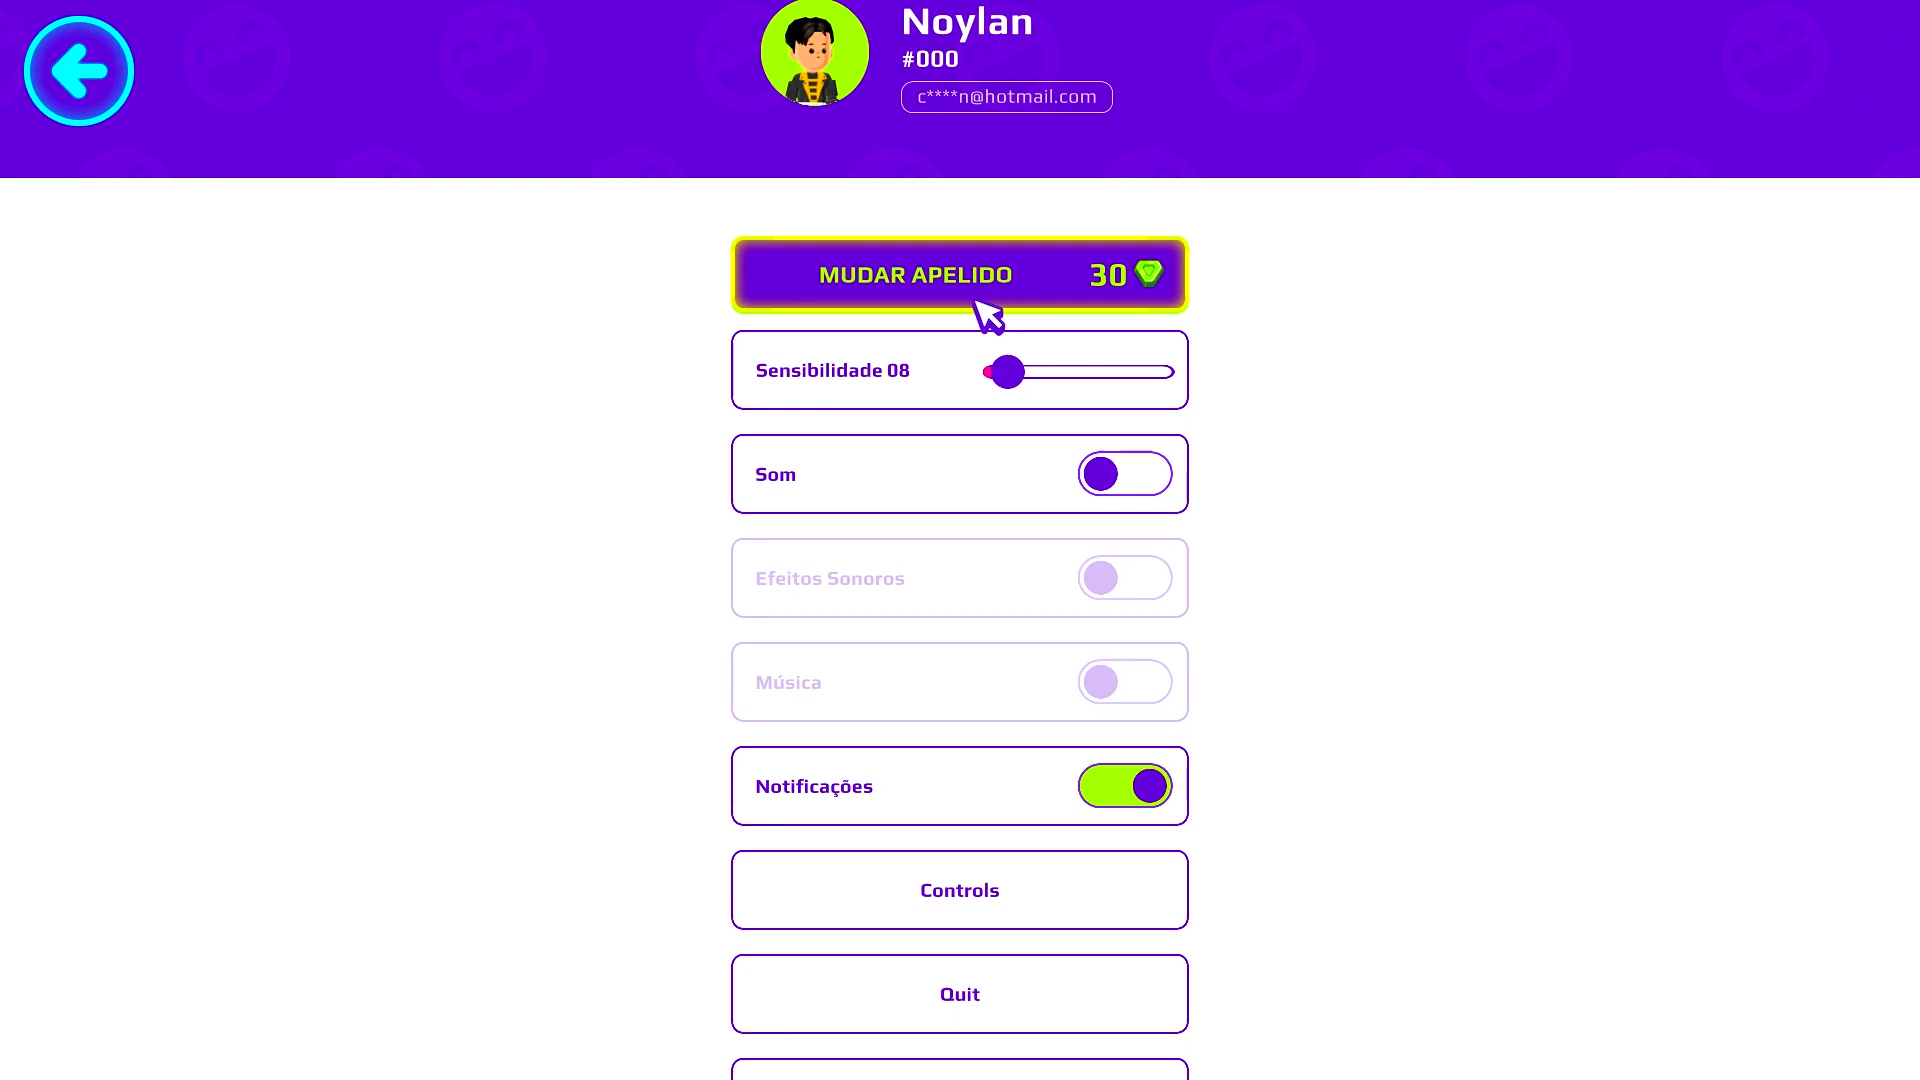 Noylan
#000
c****n@hotmail.com
MUDAR APELIDO 30
Sensibilidade 08
Som
Efeitos Sonoros
Música
Notificações
Controls
Quit